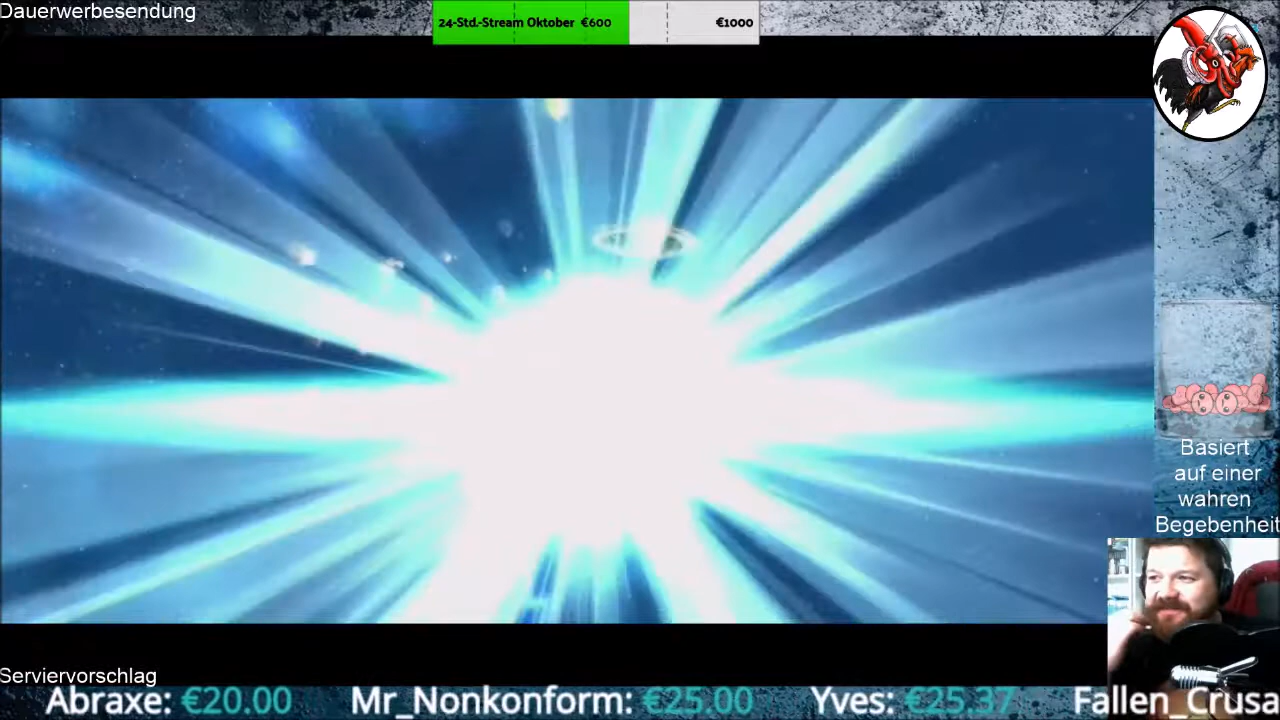 Dauerwerbesendung
24-Std.-Stream Oktober €600 €1000
Basiert
auf einer
wahren
Begebenheit
Serviervorschlag
Abraxe: €20.00 Mr_Nonkonform: €25.00 Yves: €25.37 Fallen_Crusa